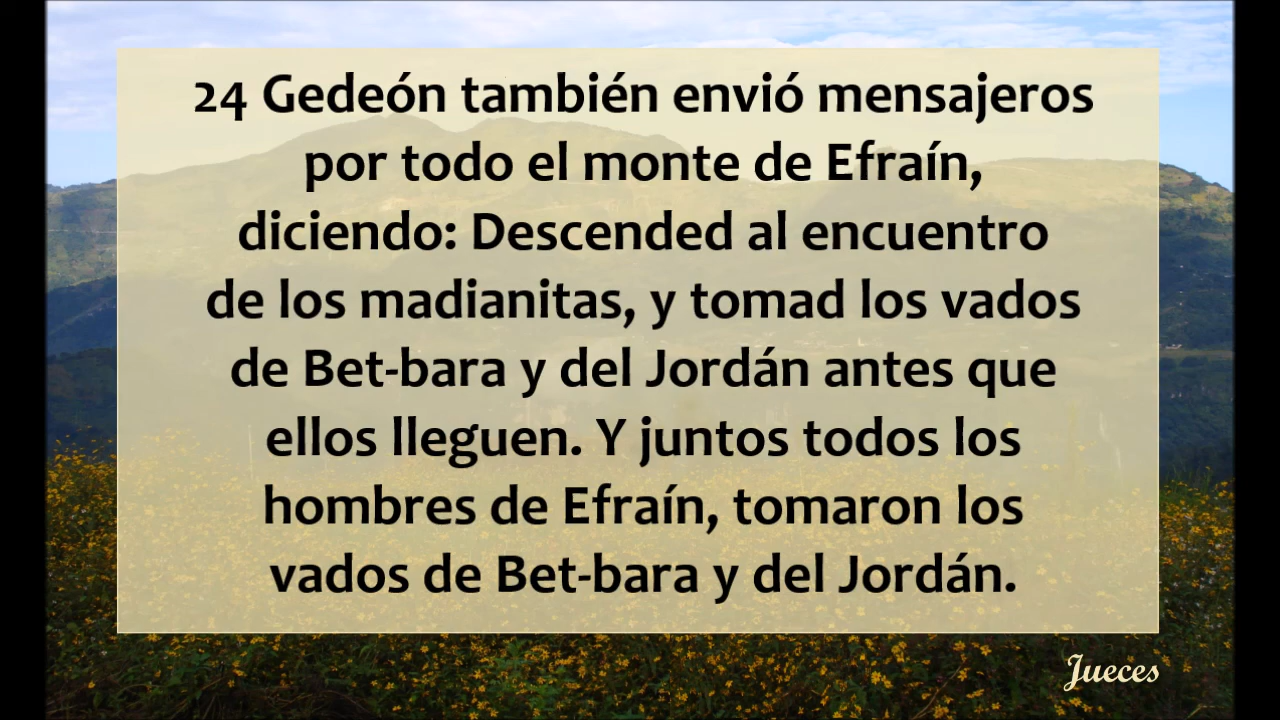 24 Gedeón también envió mensajeros
por todo el monte de Efraín,
diciendo: Descended al encuentro
de los madianitas, y tomad los vados
de Bet-bara y del Jordán antes que
ellos lleguen. Y juntos todos los
hombres de Efraín, tomaron los
vados de Bet-bara y del Jordán.
Jueces